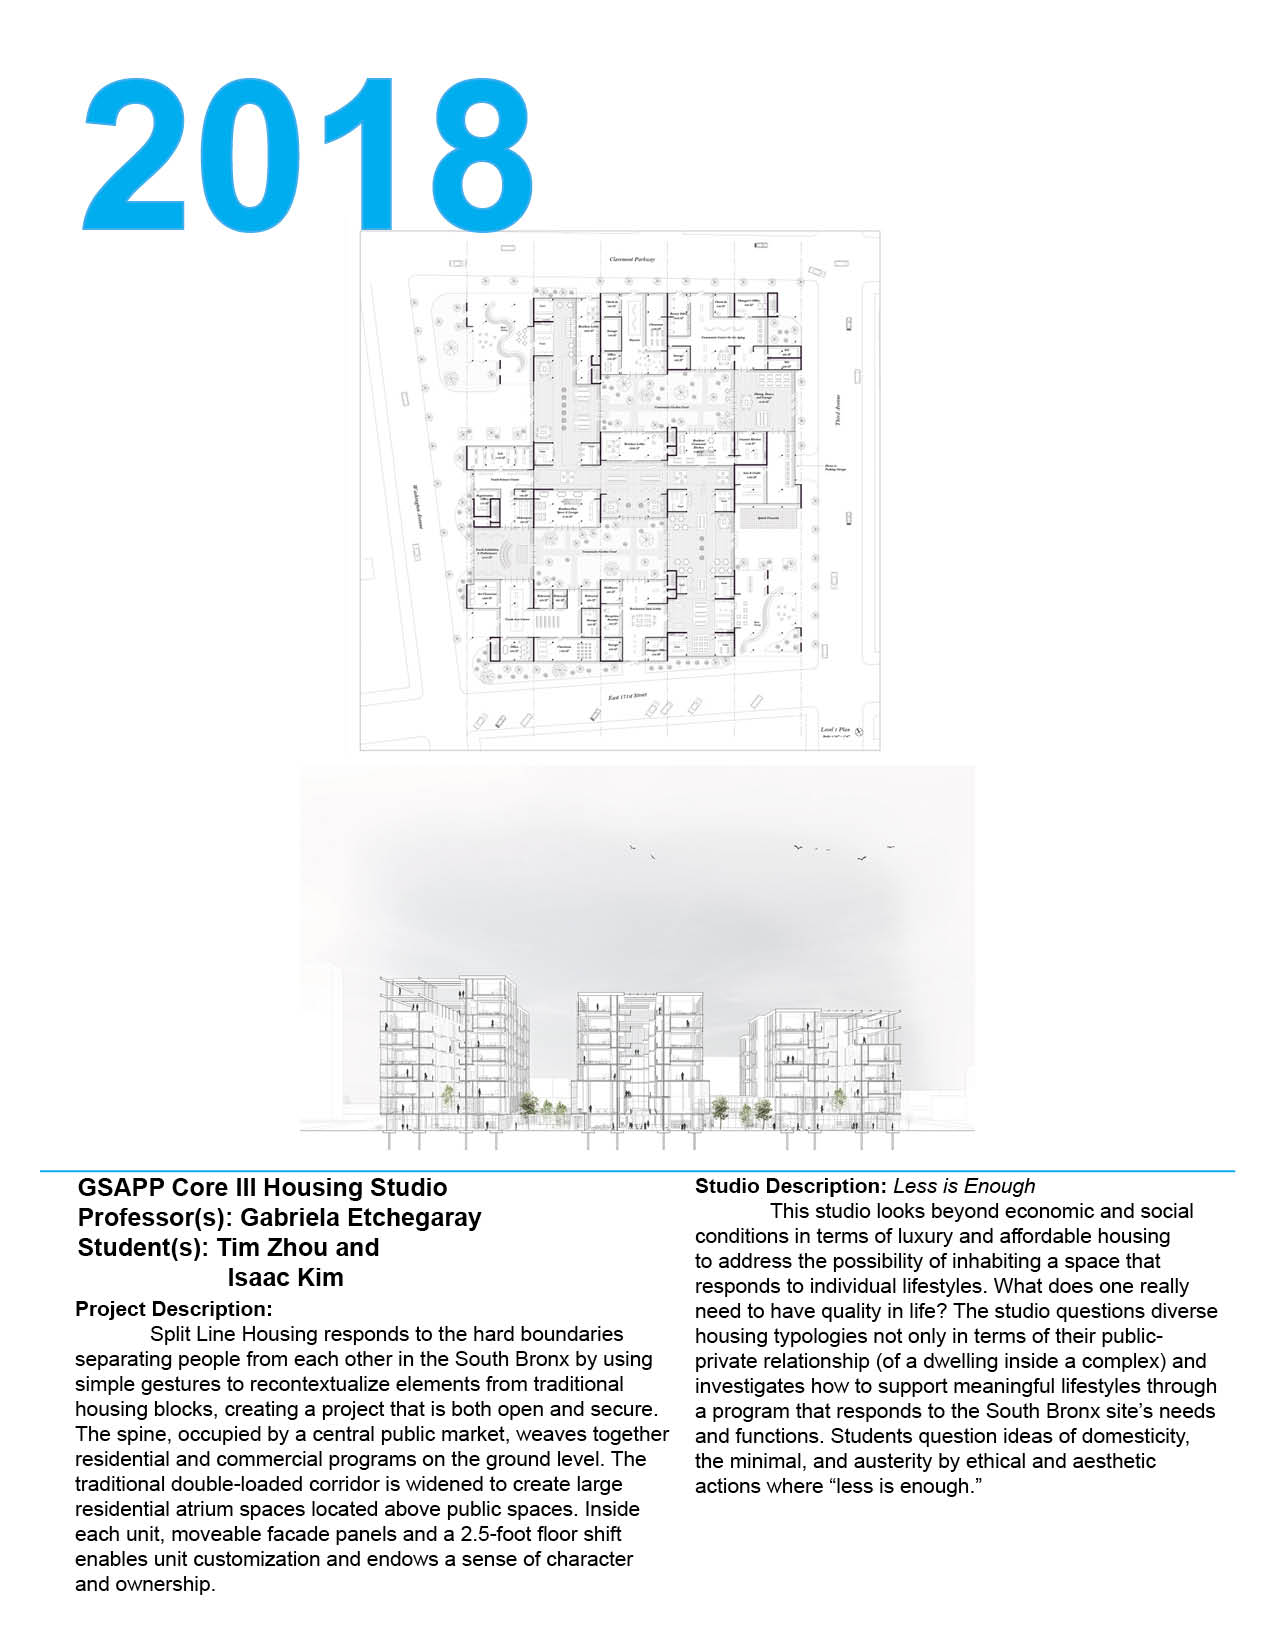 2018
Claremont Parkway
Third Avenue
Washington Avenue
East 171st Street
Level 1 Plan
GSAPP Core III Housing Studio
Professor(s): Gabriela Etchegaray
Student(s): Tim Zhou and
Isaac Kim
Project Description:
Split Line Housing responds to the hard boundaries
separating people from each other in the South Bronx by using
simple gestures to recontextualize elements from traditional
housing blocks, creating a project that is both open and secure.
The spine, occupied by a central public market, weaves together
residential and commercial programs on the ground level. The
traditional double-loaded corridor is widened to create large
residential atrium spaces located above public spaces. Inside
each unit, moveable facade panels and a 2.5-foot floor shift
enables unit customization and endows a sense of character
and ownership.
Studio Description: Less is Enough
This studio looks beyond economic and social
conditions in terms of luxury and affordable housing
to address the possibility of inhabiting a space that
responds to individual lifestyles. What does one really
need to have quality in life? The studio questions diverse
housing typologies not only in terms of their public-
private relationship (of a dwelling inside a complex) and
investigates how to support meaningful lifestyles through
a program that responds to the South Bronx site’s needs
and functions. Students question ideas of domesticity,
the minimal, and austerity by ethical and aesthetic
actions where “less is enough.”